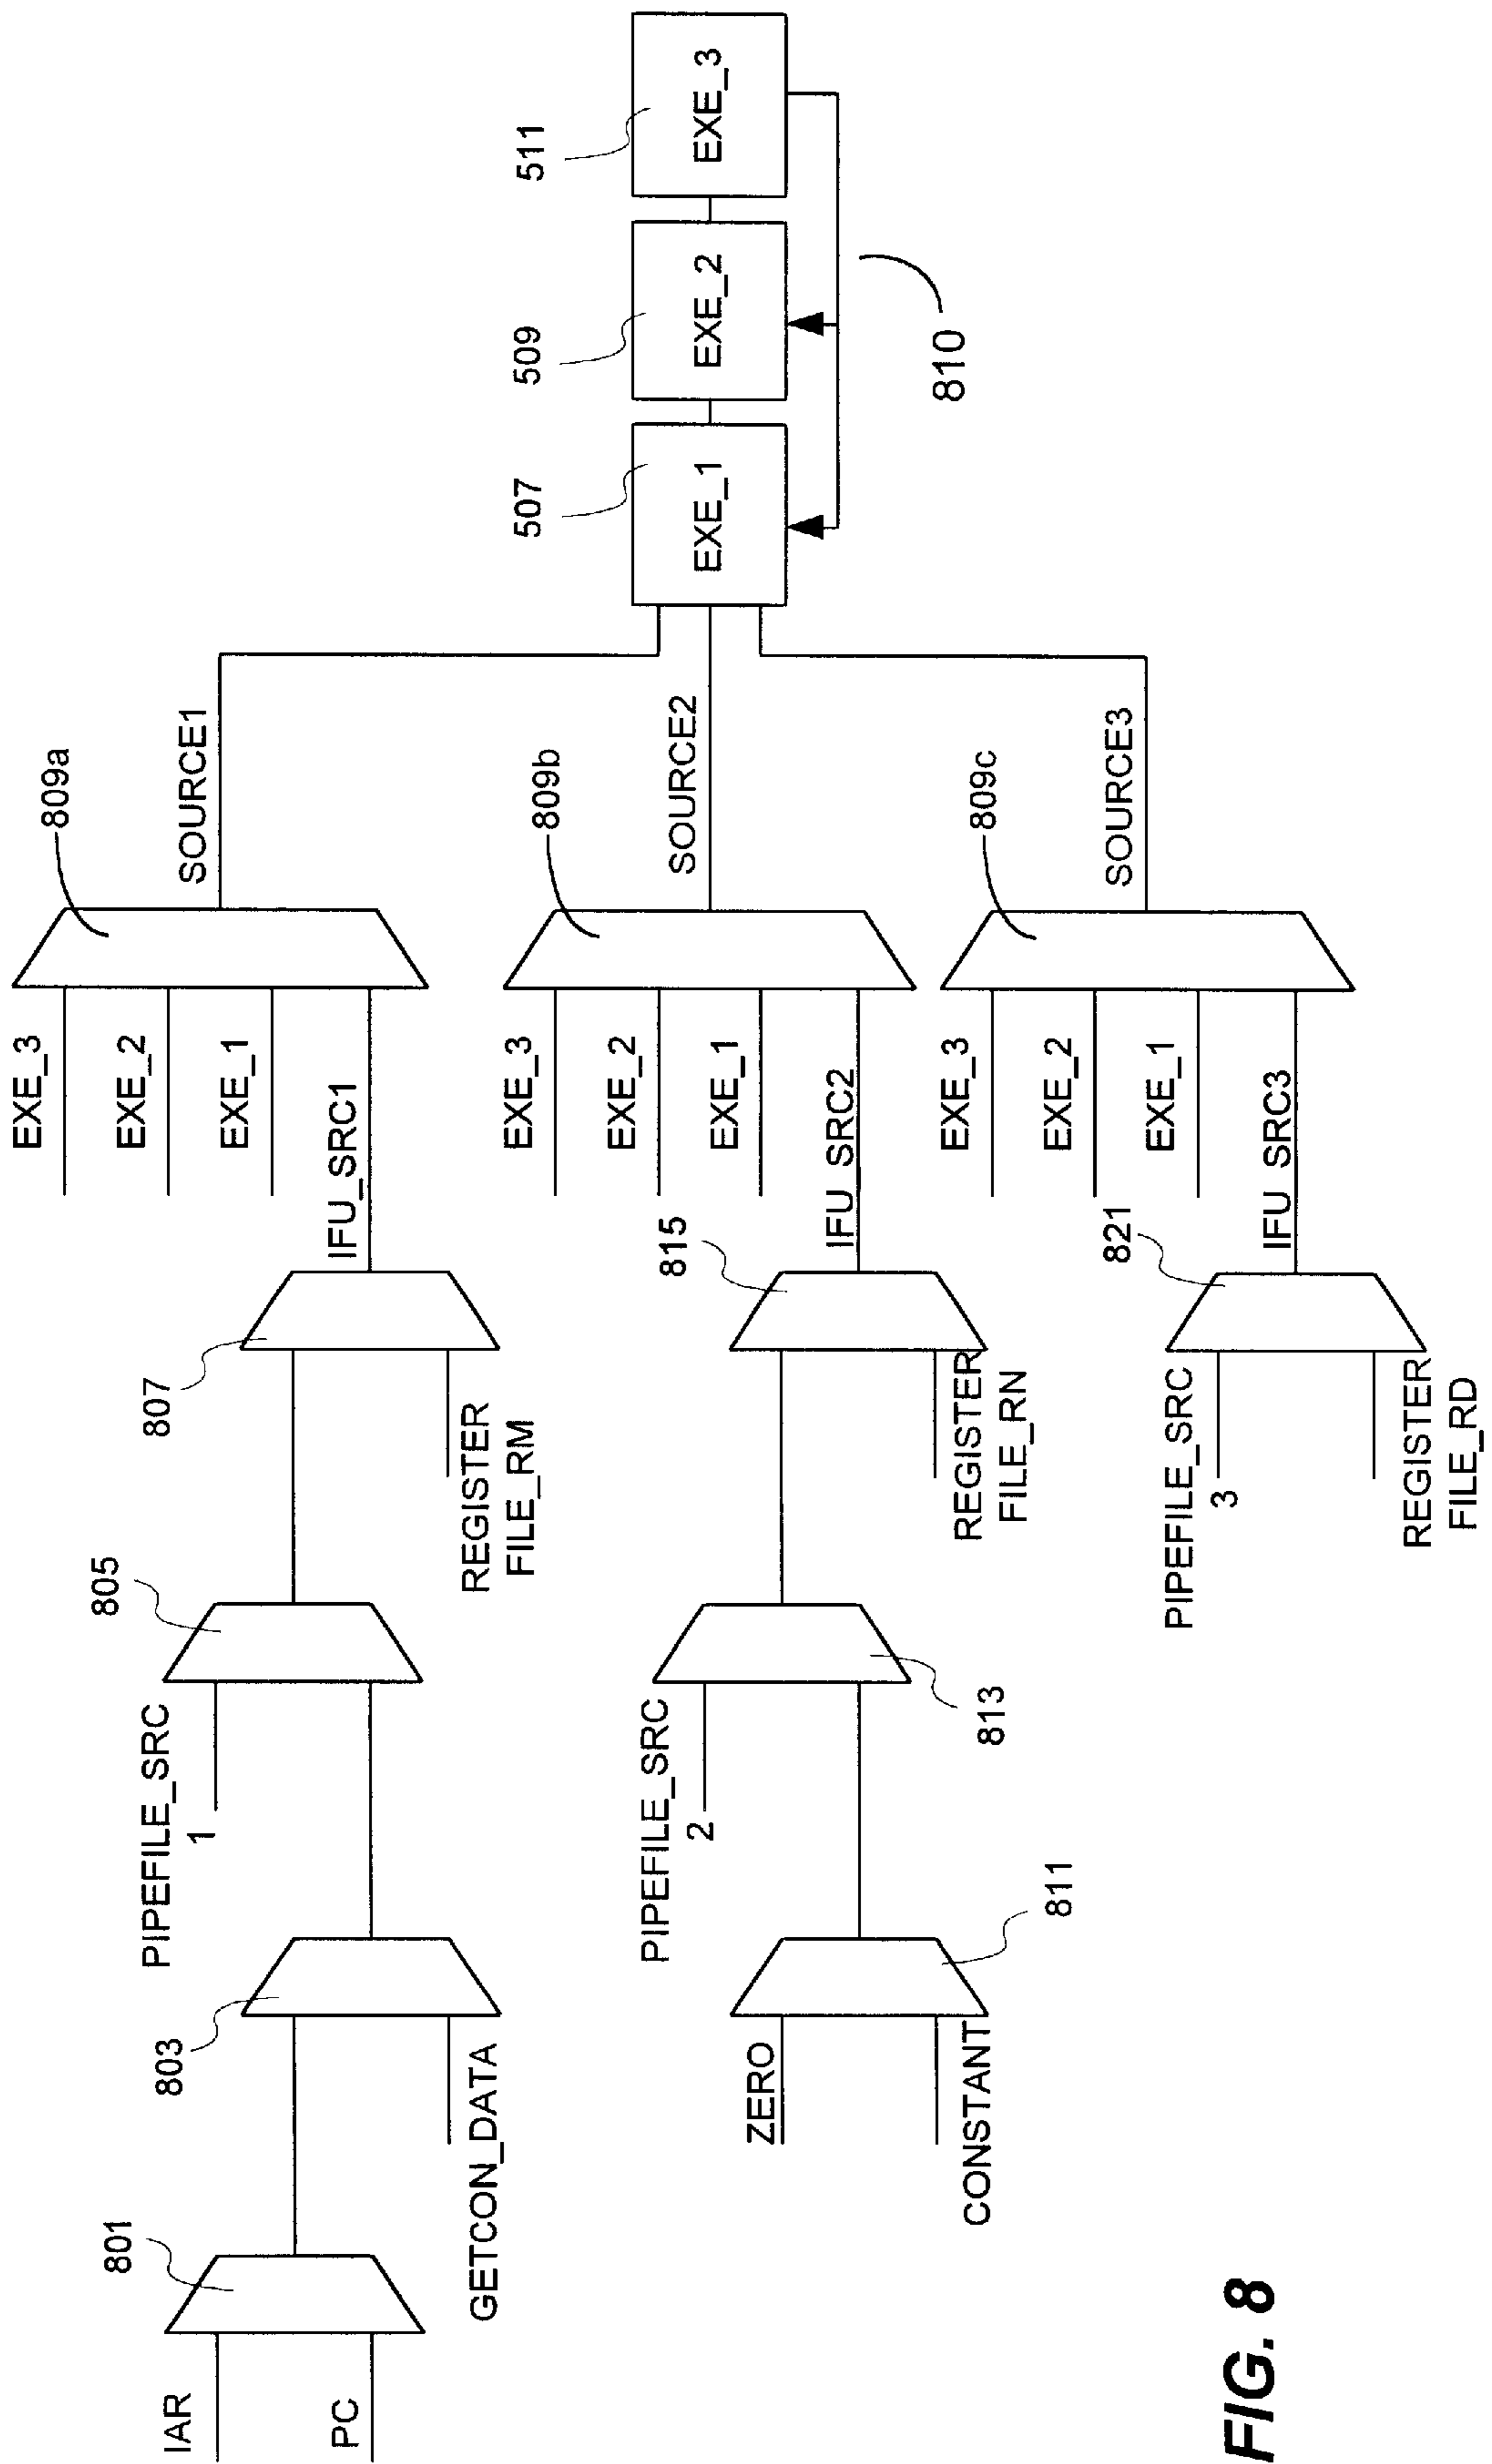 IAR
PC
801
803
GETCON_DATA
PIPEFILE_SRC
1
805
807
REGISTER
FILE_RM
IFU_SRC1
EXE_3
EXE_2
EXE_1
809a
SOURCE1
ZERO
CONSTANT
811
PIPEFILE_SRC
2
813
815
REGISTER
FILE_RN
IFU_SRC2
EXE_3
EXE_2
EXE_1
809b
SOURCE2
PIPEFILE_SRC
3
REGISTER
FILE_RD
821
IFU_SRC3
EXE_3
EXE_2
EXE_1
809c
SOURCE3
507
EXE_1
509
EXE_2
511
EXE_3
810
FIG. 8